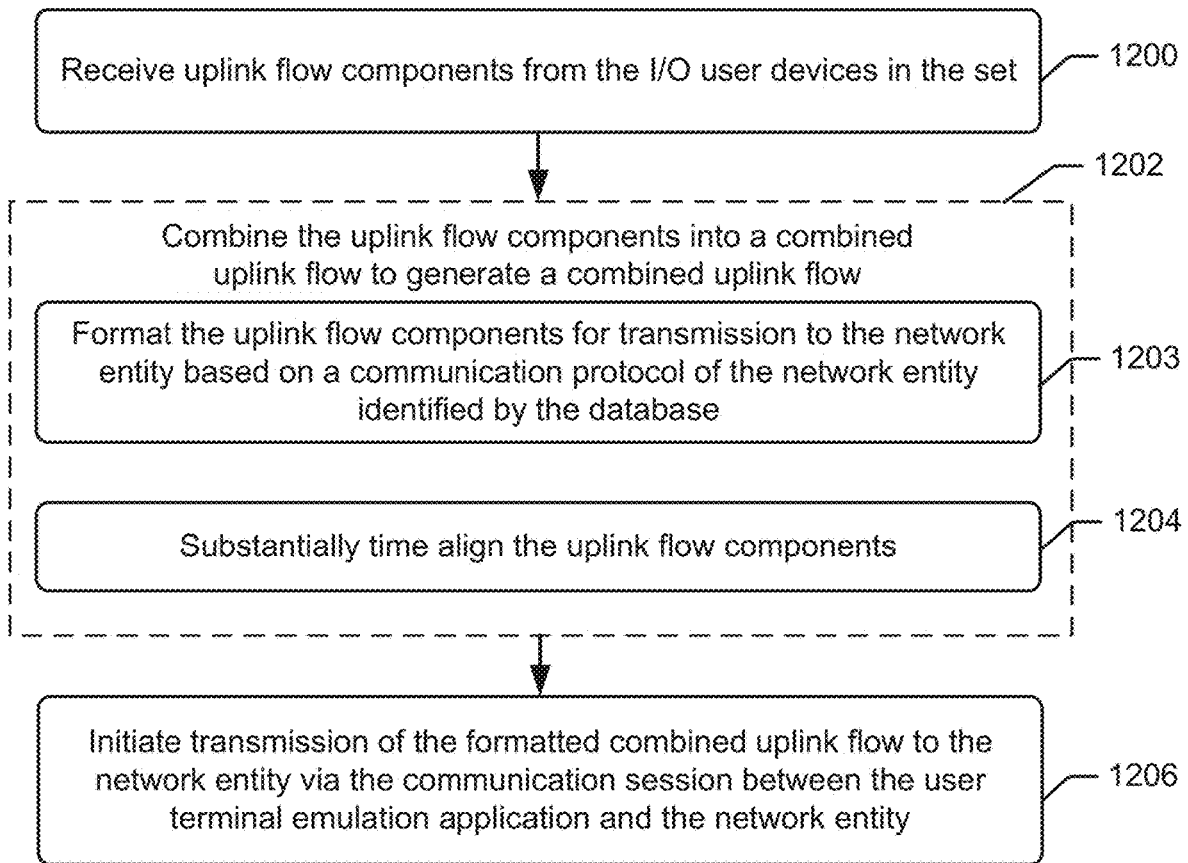 Receive uplink flow components from the I/O user devices in the set
1200
1202
Combine the uplink flow components into a combined
uplink flow to generate a combined uplink flow
Format the uplink flow components for transmission to the network
entity based on a communication protocol of the network entity
identified by the database
1203
Substantially time align the uplink flow components
1204
Initiate transmission of the formatted combined uplink flow to the
network entity via the communication session between the user
terminal emulation application and the network entity
1206